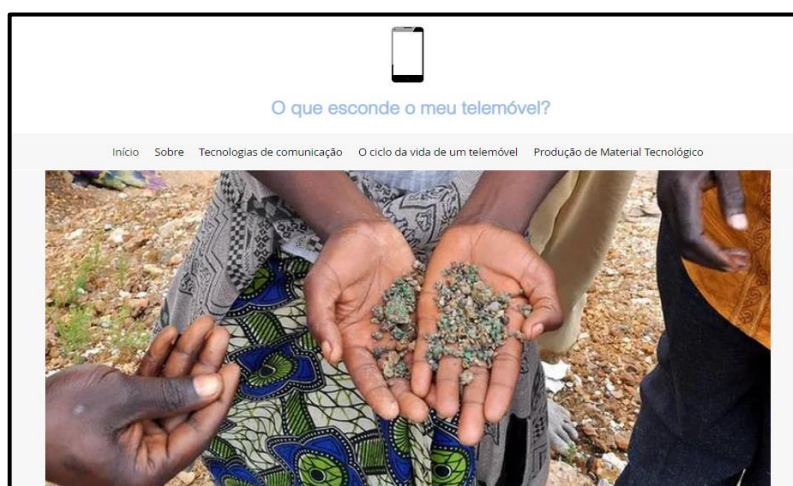 O que esconde o meu telemóvel?
Início Sobre Tecnologias de comunicação O ciclo da vida de um telemóvel Produção de Material Tecnológico